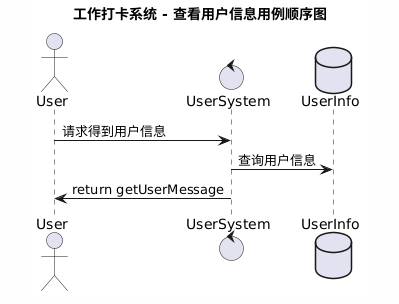 工作打卡系统 - 查看用户信息用例顺序图
User UserSystem UserInfo
请求得到用户信息
查询用户信息
return getUserMessage
User UserSystem UserInfo